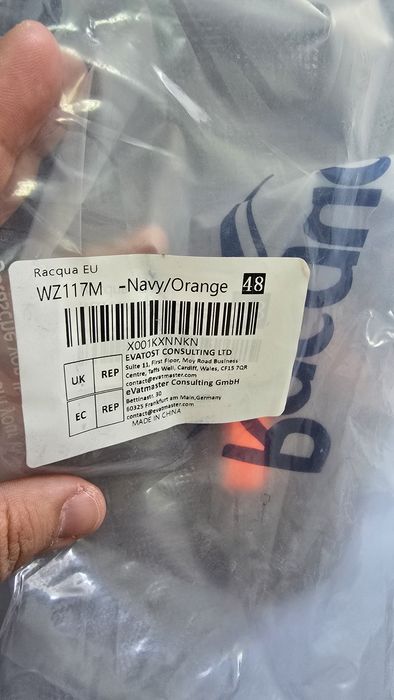 Racqua EU
WZ117M -Navy/Orange 48
X001KXNNKN
EVATOST CONSULTING LTD
Suite 11, First Floor, Moy Road Business
Centre, Taffs Well, Cardiff, Wales, CF15 7QR
contact@evatmaster.com
eVatmaster Consulting GmbH
Bettinastr. 30
60325 Frankfurt am Main,Germany
contact@evatmaster.com
MADE IN CHINA
UK REP
EC REP